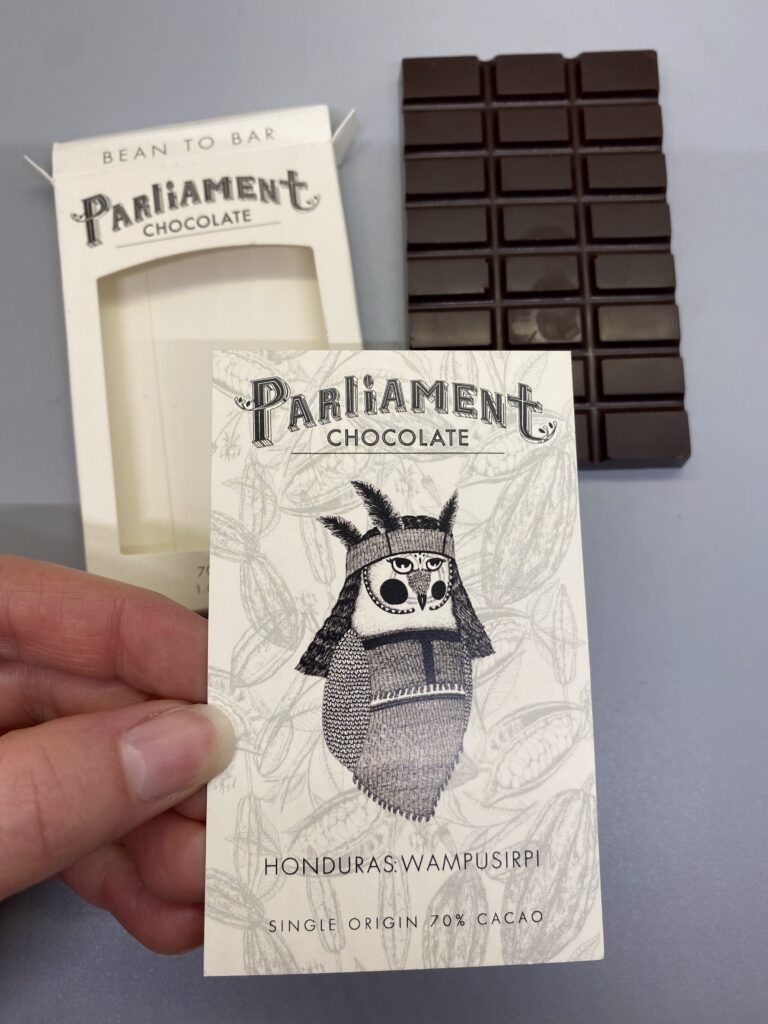 BEAN TO BAR
PARLIAMENT
CHOCOLATE
PARLIAMENT
CHOCOLATE
HONDURAS: WAMPUSIRPI
SINGLE ORIGIN 70% CACAO